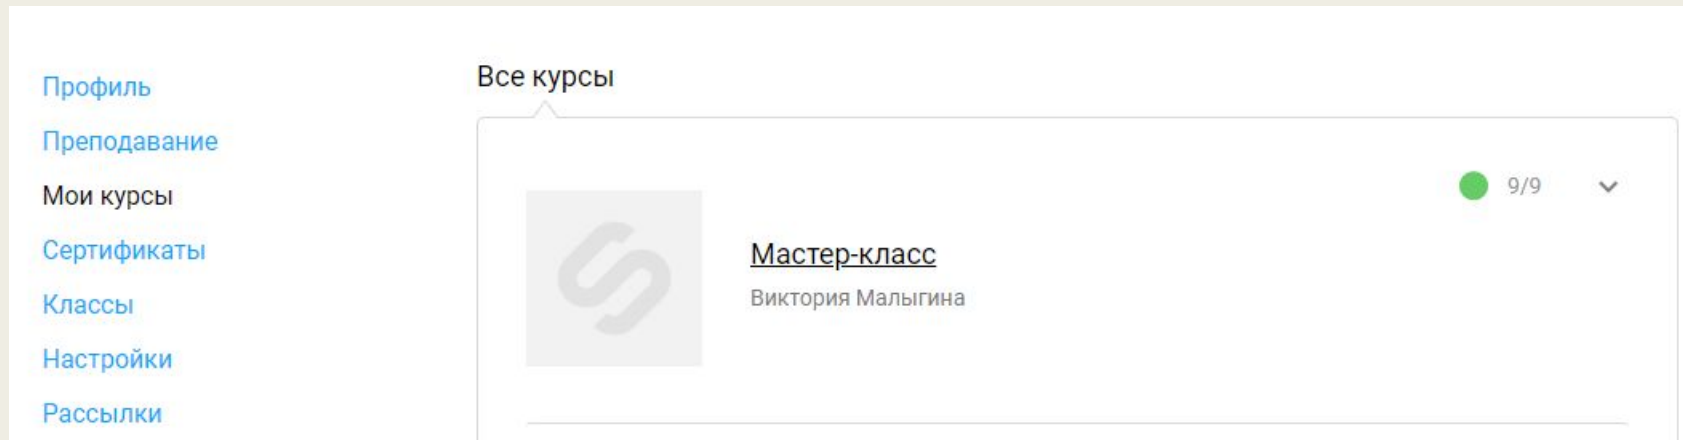 Профиль
Преподавание
Мои курсы
Сертификаты
Классы
Настройки
Рассылки
Все курсы
9/9
Мастер-класс
Виктория Малыгина